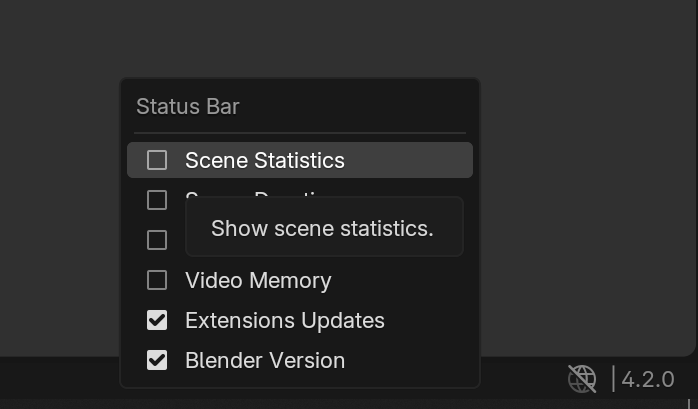 Status Bar
Scene Statistics
Show scene statistics.
Video Memory
Extensions Updates
Blender Version
4.2.0